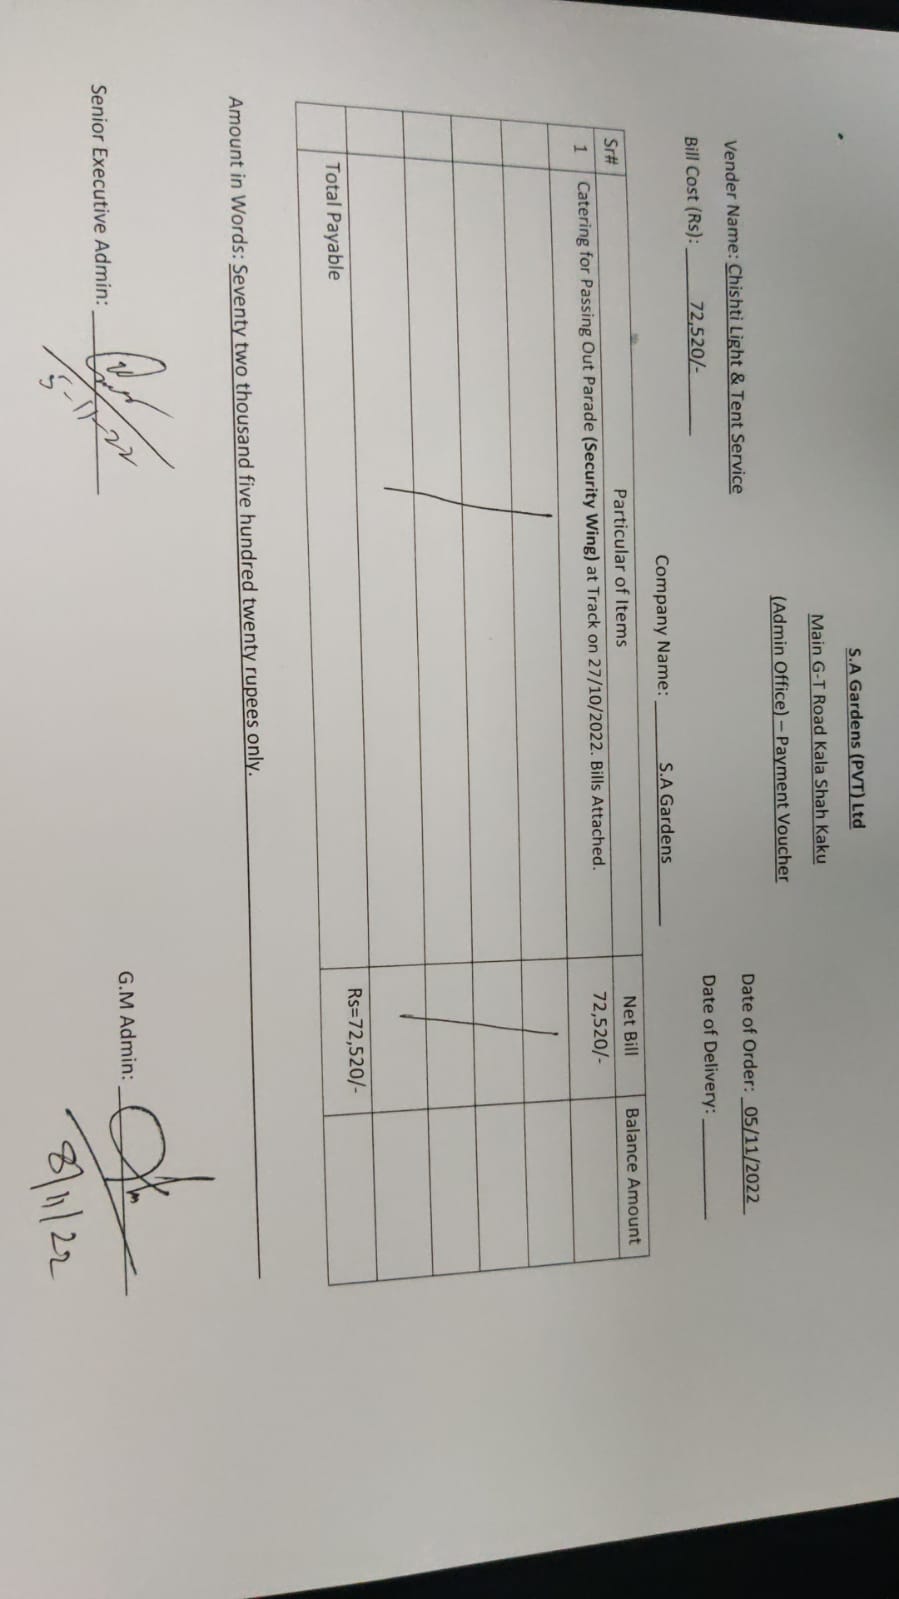 S.A Gardens (PVT) Ltd
Main G-T Road Kala Shah Kaku
(Admin Office) – Payment Voucher
Vender Name: Chishti Light & Tent Service
Date of Order: 05/11/2022
Bill Cost (Rs): 72,520/-
Date of Delivery:
Company Name: S.A Gardens
Sr# Particular of Items Net Bill Balance Amount
1 Catering for Passing Out Parade (Security Wing) at Track on 27/10/2022. Bills Attached. 72,520/-
Total Payable Rs=72,520/-
Amount in Words: Seventy two thousand five hundred twenty rupees only.
Senior Executive Admin:
5-11-22
G.M Admin:
8/11/22